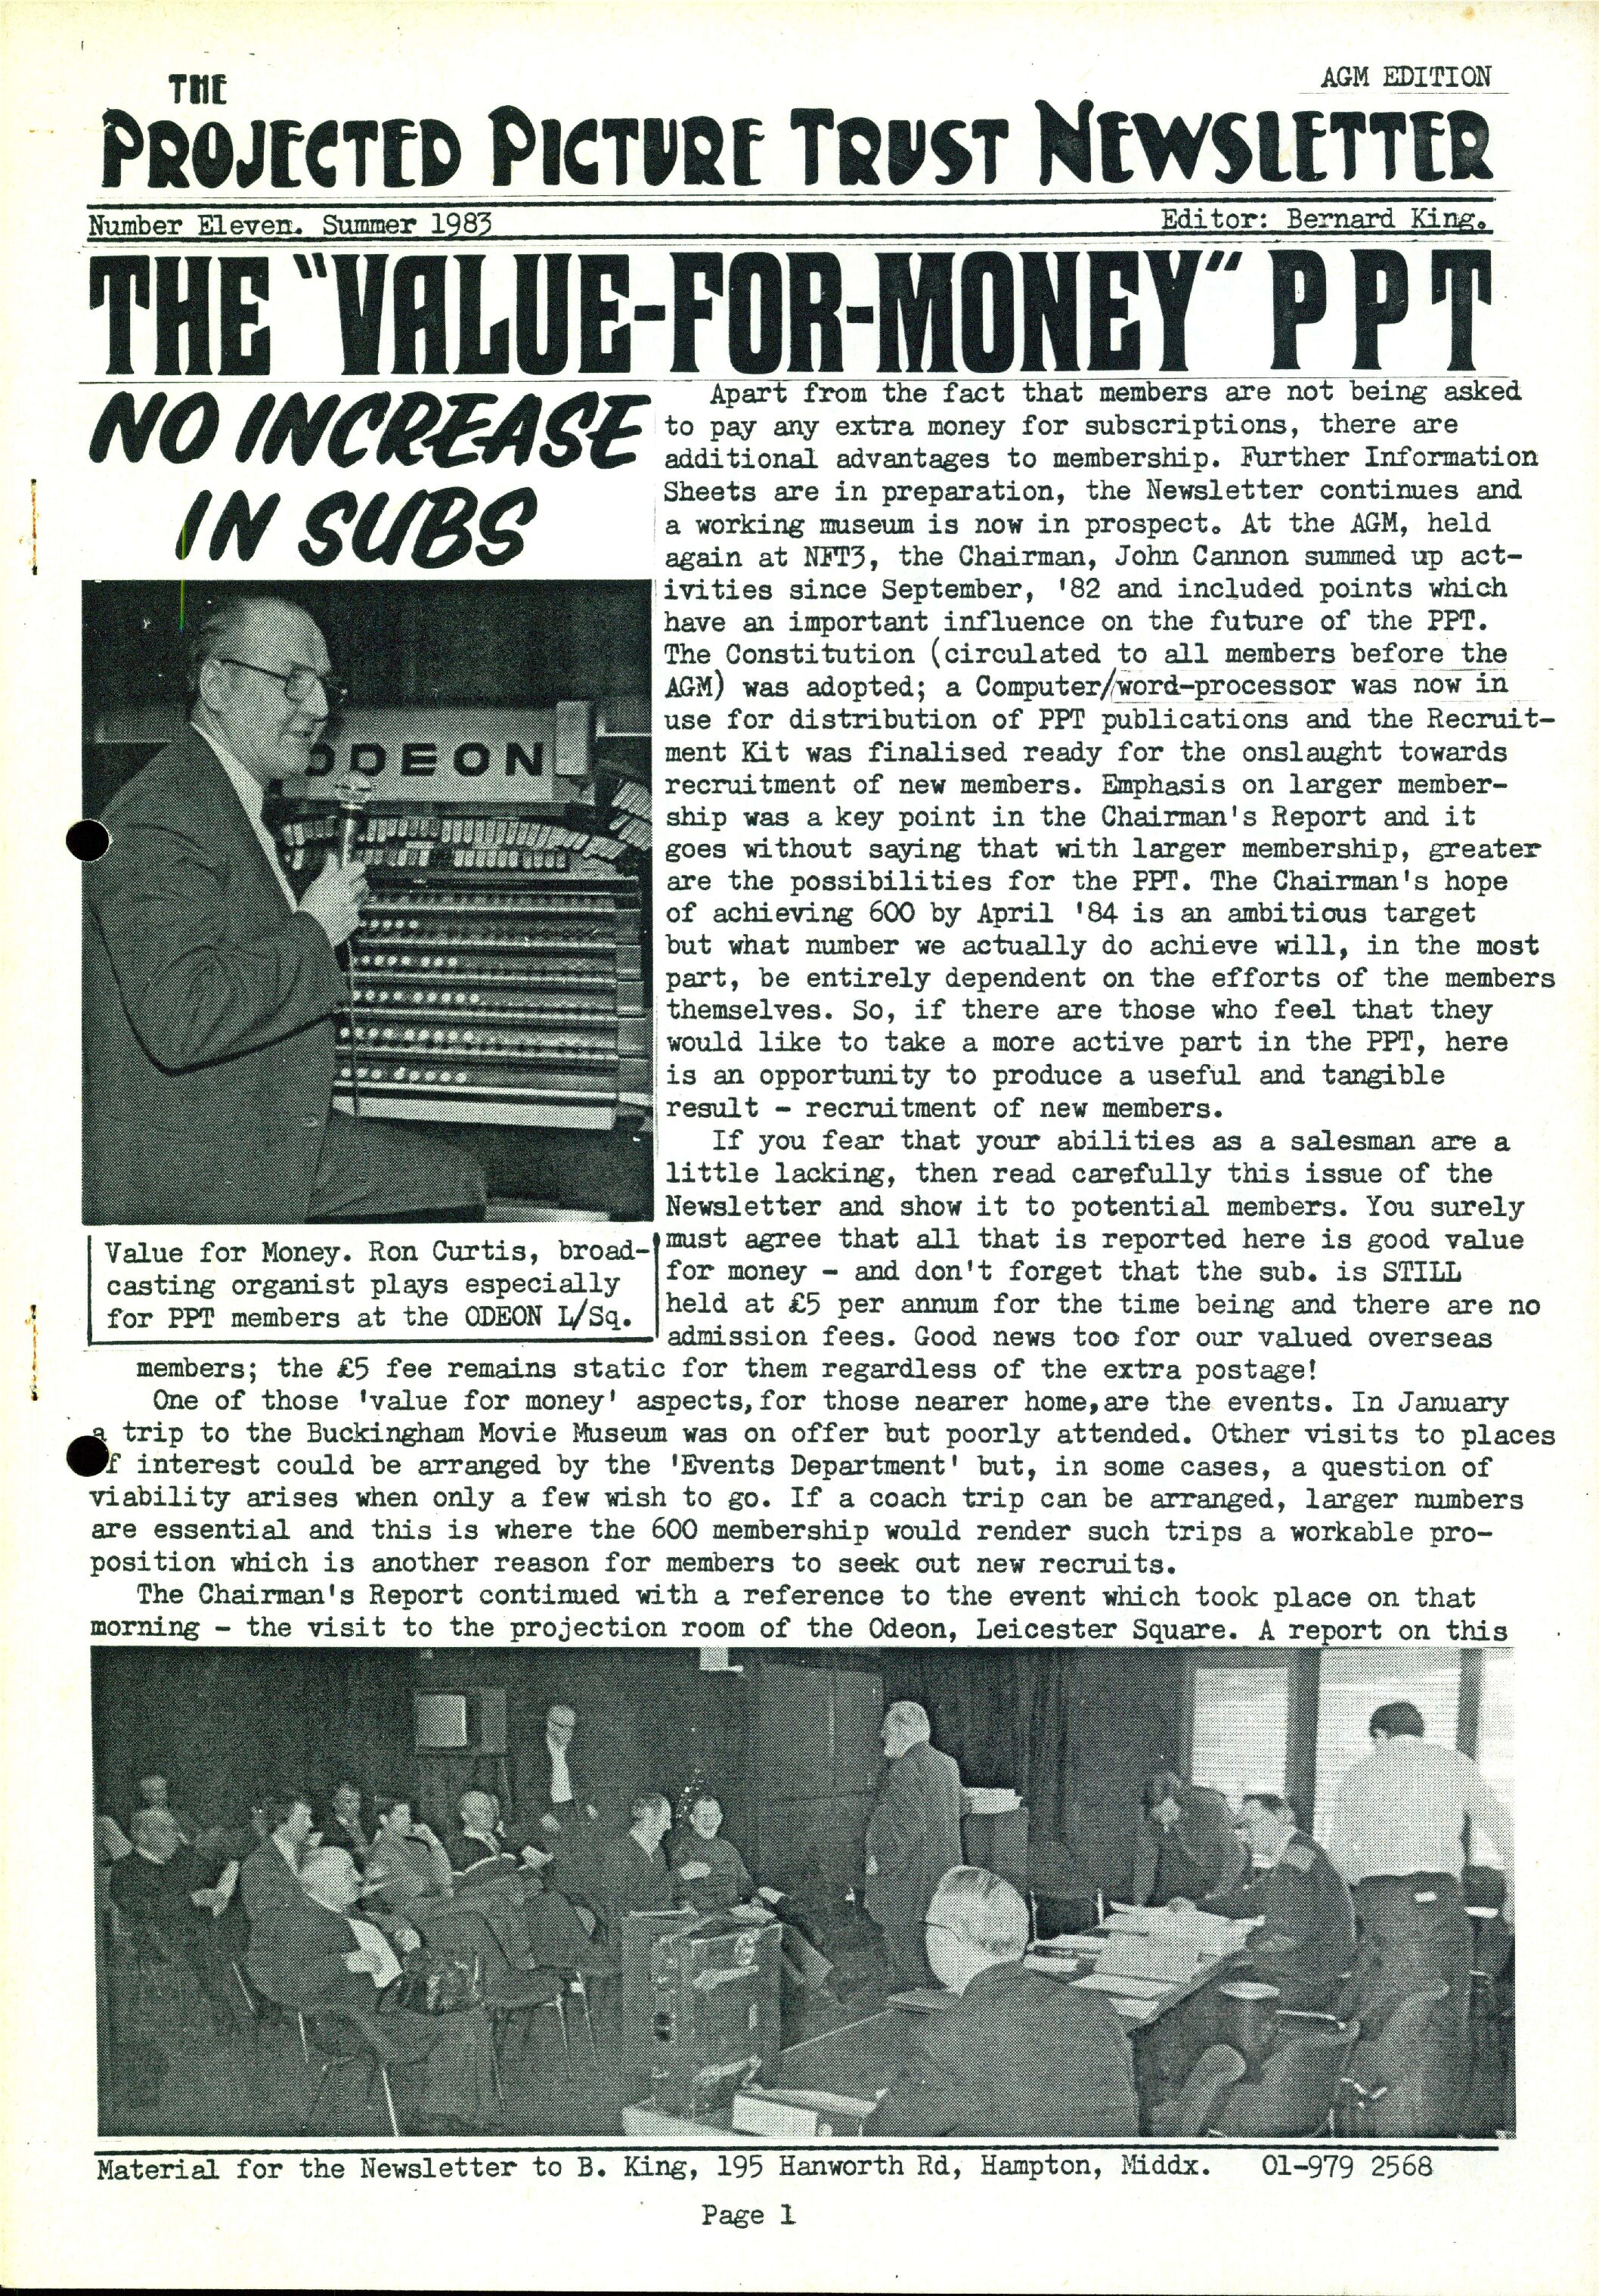 AGM EDITION
THE
PROJECTED PICTURE TRUST NEWSLETTER
Number Eleven. Summer 1983
Editor: Bernard King.
THE "VALUE-FOR-MONEY" PPT
NO INCREASE
IN SUBS
ODEON
Value for Money. Ron Curtis, broad-
casting organist plays especially
for PPT members at the ODEON L/Sq.
Apart from the fact that members are not being asked
to pay any extra money for subscriptions, there are
additional advantages to membership. Further Information
Sheets are in preparation, the Newsletter continues and
a working museum is now in prospect. At the AGM, held
again at NFT3, the Chairman, John Cannon summed up act-
ivities since September, '82 and included points which
have an important influence on the future of the PPT.
The Constitution (circulated to all members before the
AGM) was adopted; a Computer/word-processor was now in
use for distribution of PPT publications and the Recruit-
ment Kit was finalised ready for the onslaught towards
recruitment of new members. Emphasis on larger member-
ship was a key point in the Chairman's Report and it
goes without saying that with larger membership, greater
are the possibilities for the PPT. The Chairman's hope
of achieving 600 by April '84 is an ambitious target
but what number we actually do achieve will, in the most
part, be entirely dependent on the efforts of the members
themselves. So, if there are those who feel that they
would like to take a more active part in the PPT, here
is an opportunity to produce a useful and tangible
result - recruitment of new members.
If you fear that your abilities as a salesman are a
little lacking, then read carefully this issue of the
Newsletter and show it to potential members. You surely
must agree that all that is reported here is good value
for money - and don't forget that the sub. is STILL
held at £5 per annum for the time being and there are no
admission fees. Good news too for our valued overseas
members; the £5 fee remains static for them regardless of the extra postage!
One of those 'value for money' aspects, for those nearer home, are the events. In January
a trip to the Buckingham Movie Museum was on offer but poorly attended. Other visits to places
of interest could be arranged by the 'Events Department' but, in some cases, a question of
viability arises when only a few wish to go. If a coach trip can be arranged, larger numbers
are essential and this is where the 600 membership would render such trips a workable pro-
position which is another reason for members to seek out new recruits.
The Chairman's Report continued with a reference to the event which took place on that
morning - the visit to the projection room of the Odeon, Leicester Square. A report on this
Material for the Newsletter to B. King, 195 Hanworth Rd, Hampton, Middx. 01-979 2568
Page 1